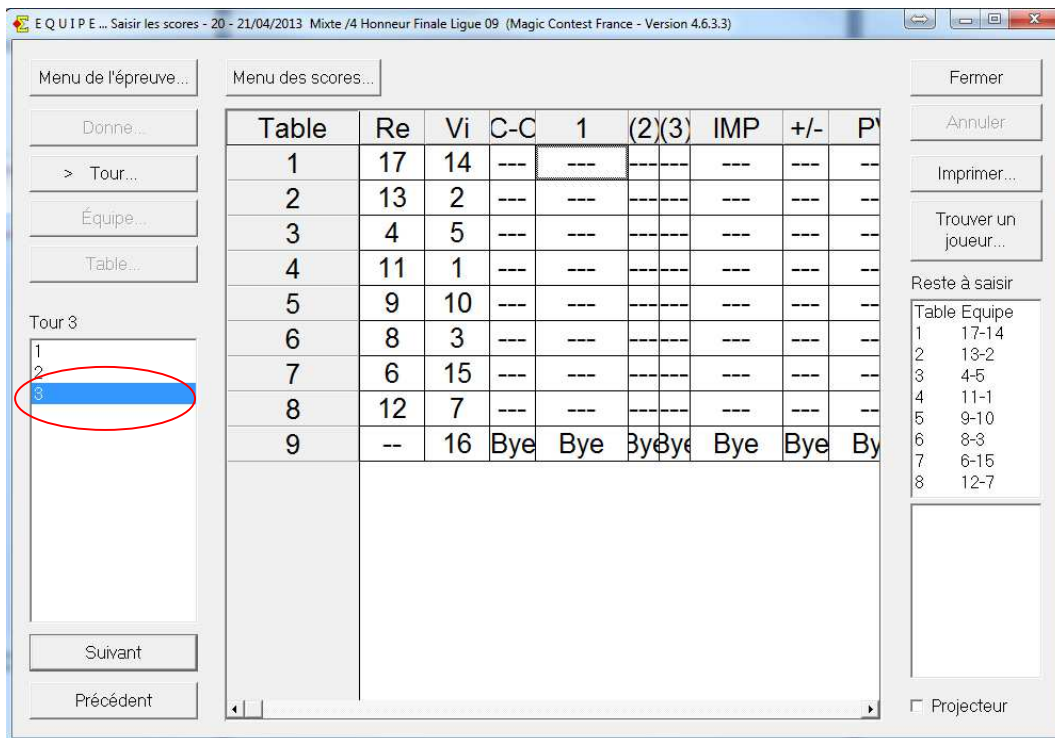 E Q U I P E ... Saisir les scores - 20 - 21/04/2013 Mixte /4 Honneur Finale Ligue 09 (Magic Contest France - Version 4.6.3.3)
Menu de l'épreuve...
Menu des scores...
Fermer
Donne...
Annuler
> Tour...
Imprimer...
Équipe...
Trouver un
joueur...
Table...
Table Re Vi C-C 1 (2) (3) IMP +/- PV
1 17 14 --- --- --- --- --- --- --
2 13 2 --- --- --- --- --- --- --
3 4 5 --- --- --- --- --- --- --
4 11 1 --- --- --- --- --- --- --
5 9 10 --- --- --- --- --- --- --
6 8 3 --- --- --- --- --- --- --
7 6 15 --- --- --- --- --- --- --
8 12 7 --- --- --- --- --- --- --
9 -- 16 Bye Bye Bye Bye Bye Bye By
Tour 3
1
2
3
Suivant
Précédent
Reste à saisir
Table Equipe
1 17-14
2 13-2
3 4-5
4 11-1
5 9-10
6 8-3
7 6-15
8 12-7
Projecteur